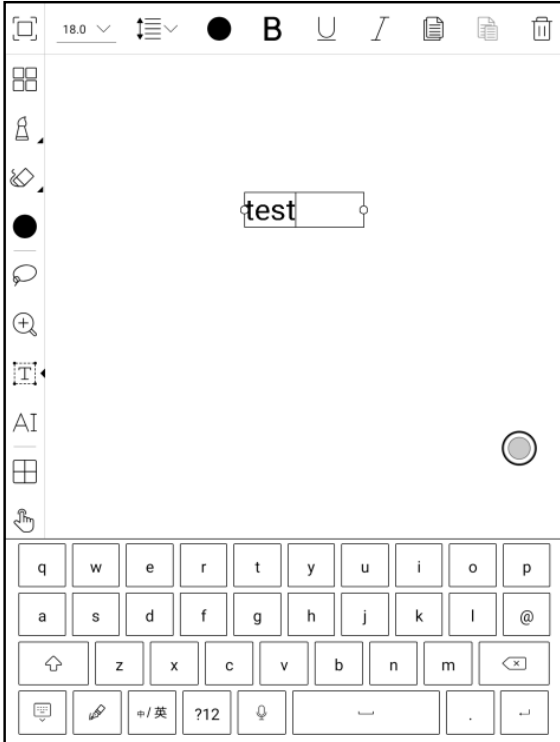 18.0 B U I
test
T
AI
q w e r t y u i o p
a s d f g h j k l @
z x c v b n m
中/英 ?12 .